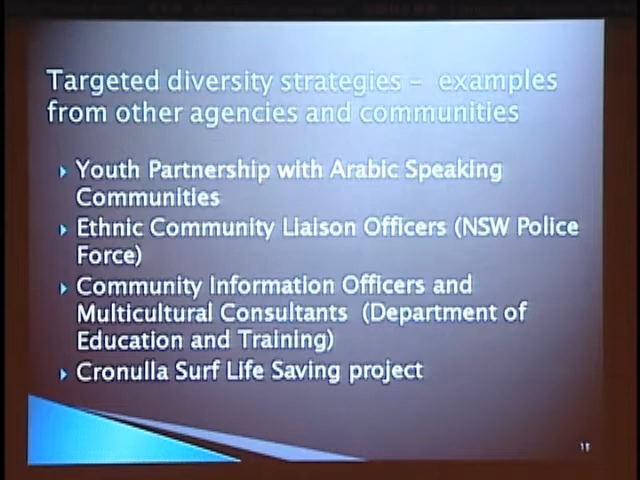 Targeted diversity strategies – examples
from other agencies and communities
Youth Partnership with Arabic Speaking
Communities
Ethnic Community Liaison Officers (NSW Police
Force)
Community Information Officers and
Multicultural Consultants (Department of
Education and Training)
Cronulla Surf Life Saving project